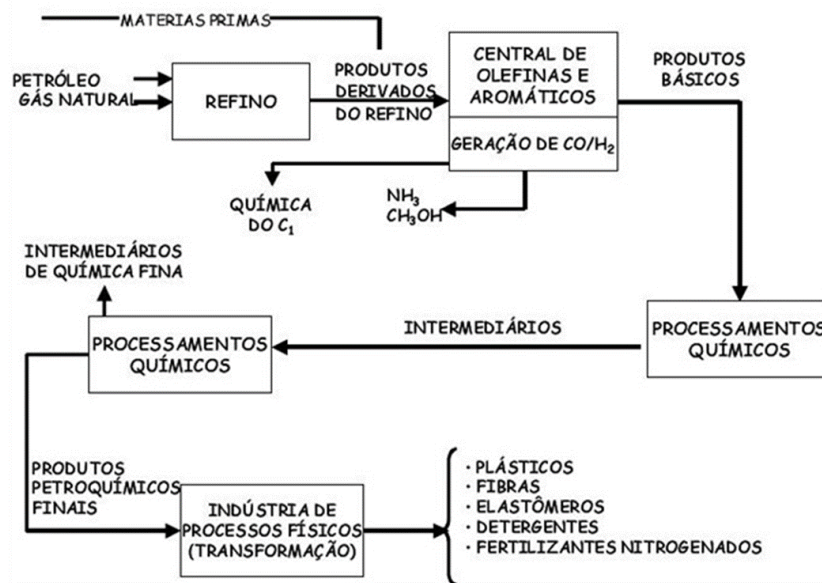 MATERIAS PRIMAS
PETRÓLEO
GÁS NATURAL
REFINO
PRODUTOS
DERIVADOS
DO REFINO
CENTRAL DE
OLEFINAS E
AROMÁTICOS
GERAÇÃO DE CO/H₂
PRODUTOS
BÁSICOS
QUÍMICA
DO C₁
NH₃
CH₃OH
INTERMEDIÁRIOS
DE QUÍMICA FINA
PROCESSAMENTOS
QUÍMICOS
INTERMEDIÁRIOS
PROCESSAMENTOS
QUÍMICOS
PRODUTOS
PETROQUÍMICOS
FINAIS
INDÚSTRIA DE
PROCESSOS FÍSICOS
(TRANSFORMAÇÃO)
· PLÁSTICOS
· FIBRAS
· ELASTÔMEROS
· DETERGENTES
· FERTILIZANTES NITROGENADOS